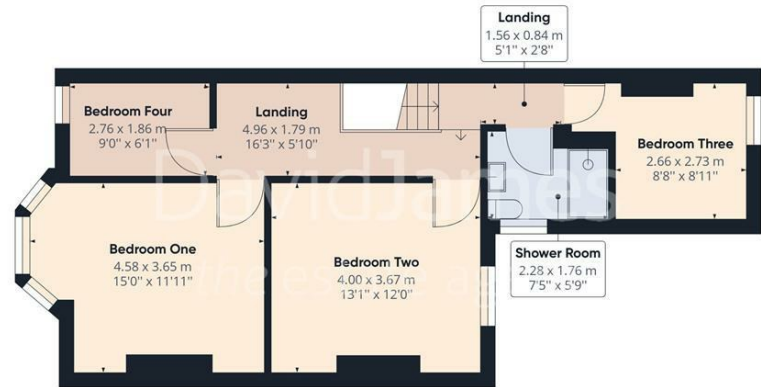 Landing
1.56 x 0.84 m
5'1" x 2'8"
Bedroom Four
2.76 x 1.86 m
9'0" x 6'1"
Landing
4.96 x 1.79 m
16'3" x 5'10"
Bedroom Three
2.66 x 2.73 m
8'8" x 8'11"
DavidJames
the estate agent
Bedroom One
4.58 x 3.65 m
15'0" x 11'11"
Bedroom Two
4.00 x 3.67 m
13'1" x 12'0"
Shower Room
2.28 x 1.76 m
7'5" x 5'9"